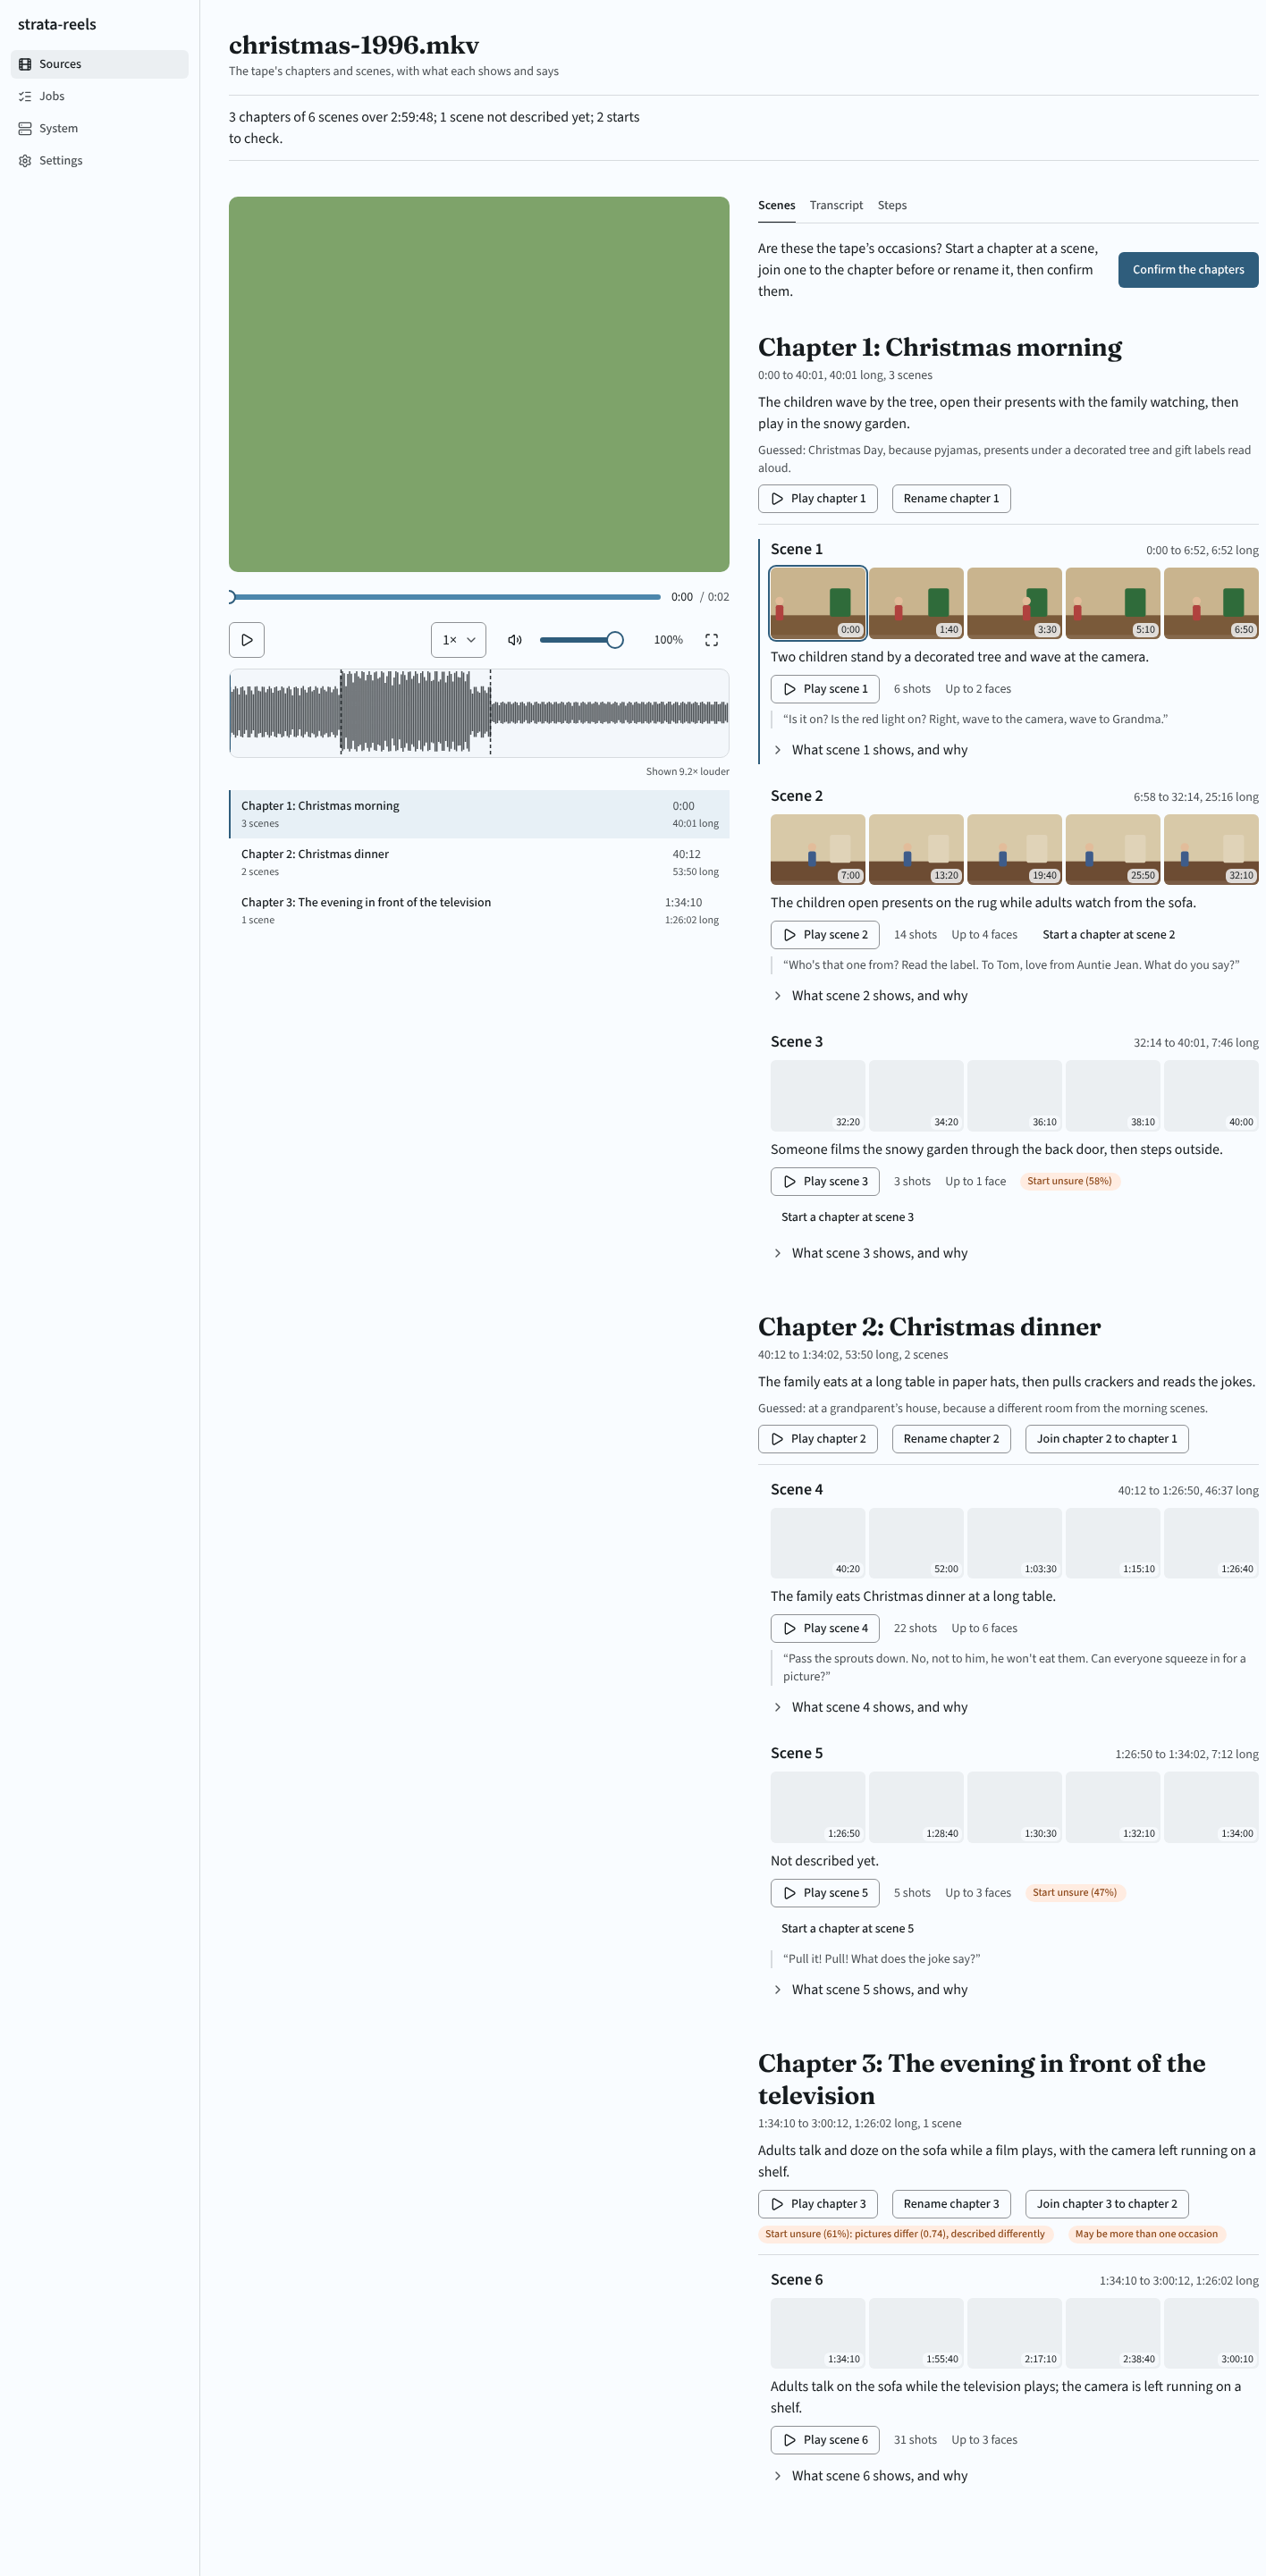 strata-reels
Sources
Jobs
System
Settings
christmas-1996.mkv
The tape's chapters and scenes, with what each shows and says
3 chapters of 6 scenes over 2:59:48; 1 scene not described yet; 2 starts
to check.
0:00 / 0:02
1×
100%
Shown 9.2× louder
Chapter 1: Christmas morning 0:00
3 scenes 40:01 long
Chapter 2: Christmas dinner 40:12
2 scenes 53:50 long
Chapter 3: The evening in front of the television 1:34:10
1 scene 1:26:02 long
Scenes Transcript Steps
Are these the tape’s occasions? Start a chapter at a scene,
join one to the chapter before or rename it, then confirm
them.
Confirm the chapters
Chapter 1: Christmas morning
0:00 to 40:01, 40:01 long, 3 scenes
The children wave by the tree, open their presents with the family watching, then
play in the snowy garden.
Guessed: Christmas Day, because pyjamas, presents under a decorated tree and gift labels read
aloud.
Play chapter 1 Rename chapter 1
Scene 1 0:00 to 6:52, 6:52 long
0:00 1:40 3:30 5:10 6:50
Two children stand by a decorated tree and wave at the camera.
Play scene 1 6 shots Up to 2 faces
“Is it on? Is the red light on? Right, wave to the camera, wave to Grandma.”
What scene 1 shows, and why
Scene 2 6:58 to 32:14, 25:16 long
7:00 13:20 19:40 25:50 32:10
The children open presents on the rug while adults watch from the sofa.
Play scene 2 14 shots Up to 4 faces Start a chapter at scene 2
“Who's that one from? Read the label. To Tom, love from Auntie Jean. What do you say?”
What scene 2 shows, and why
Scene 3 32:14 to 40:01, 7:46 long
32:20 34:20 36:10 38:10 40:00
Someone films the snowy garden through the back door, then steps outside.
Play scene 3 3 shots Up to 1 face Start unsure (58%)
Start a chapter at scene 3
What scene 3 shows, and why
Chapter 2: Christmas dinner
40:12 to 1:34:02, 53:50 long, 2 scenes
The family eats at a long table in paper hats, then pulls crackers and reads the jokes.
Guessed: at a grandparent’s house, because a different room from the morning scenes.
Play chapter 2 Rename chapter 2 Join chapter 2 to chapter 1
Scene 4 40:12 to 1:26:50, 46:37 long
40:20 52:00 1:03:30 1:15:10 1:26:40
The family eats Christmas dinner at a long table.
Play scene 4 22 shots Up to 6 faces
“Pass the sprouts down. No, not to him, he won't eat them. Can everyone squeeze in for a
picture?”
What scene 4 shows, and why
Scene 5 1:26:50 to 1:34:02, 7:12 long
1:26:50 1:28:40 1:30:30 1:32:10 1:34:00
Not described yet.
Play scene 5 5 shots Up to 3 faces Start unsure (47%)
Start a chapter at scene 5
“Pull it! Pull! What does the joke say?”
What scene 5 shows, and why
Chapter 3: The evening in front of the
television
1:34:10 to 3:00:12, 1:26:02 long, 1 scene
Adults talk and doze on the sofa while a film plays, with the camera left running on a
shelf.
Play chapter 3 Rename chapter 3 Join chapter 3 to chapter 2
Start unsure (61%): pictures differ (0.74), described differently May be more than one occasion
Scene 6 1:34:10 to 3:00:12, 1:26:02 long
1:34:10 1:55:40 2:17:10 2:38:40 3:00:10
Adults talk on the sofa while the television plays; the camera is left running on a
shelf.
Play scene 6 31 shots Up to 3 faces
What scene 6 shows, and why